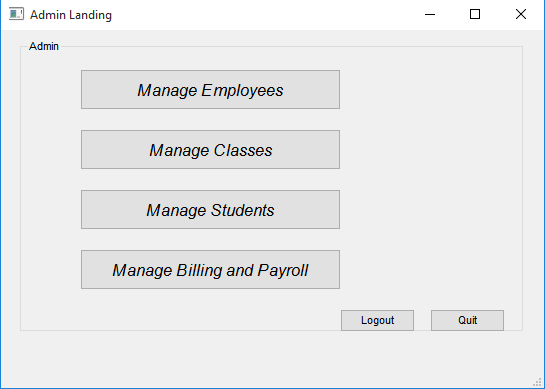 Admin Landing
Admin
Manage Employees
Manage Classes
Manage Students
Manage Billing and Payroll
Logout
Quit